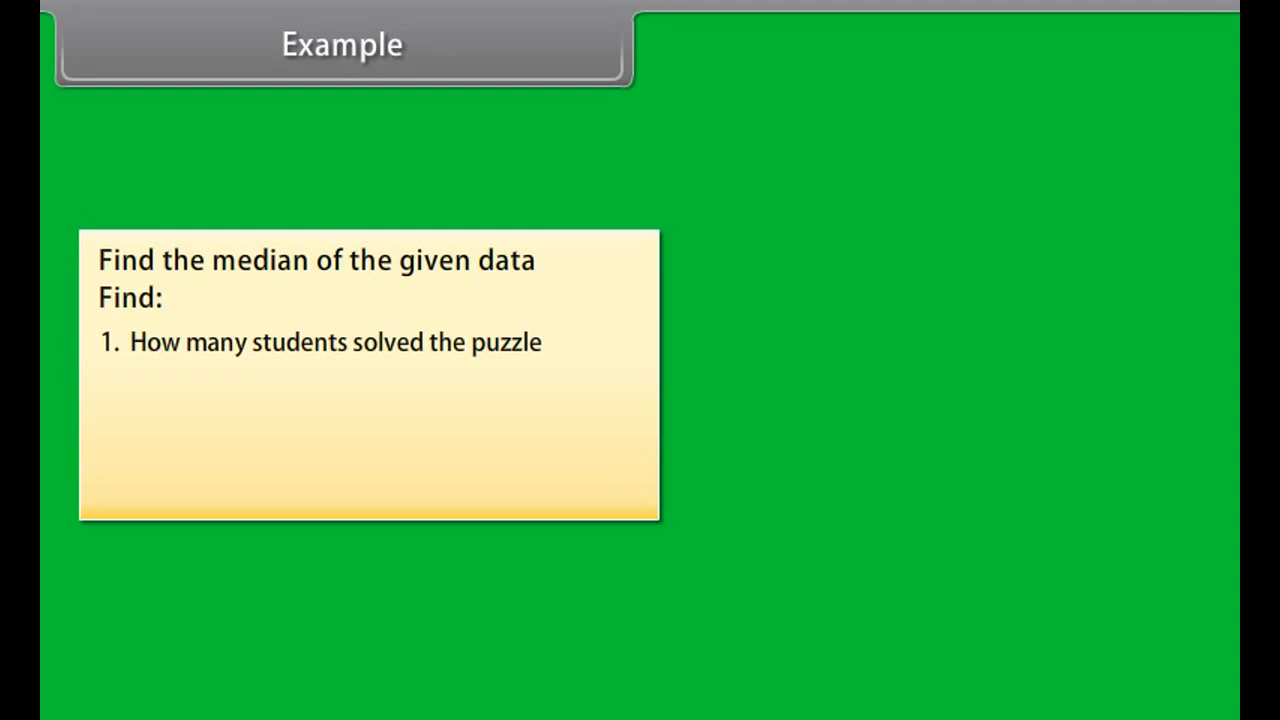 Example
Find the median of the given data
Find:
1. How many students solved the puzzle